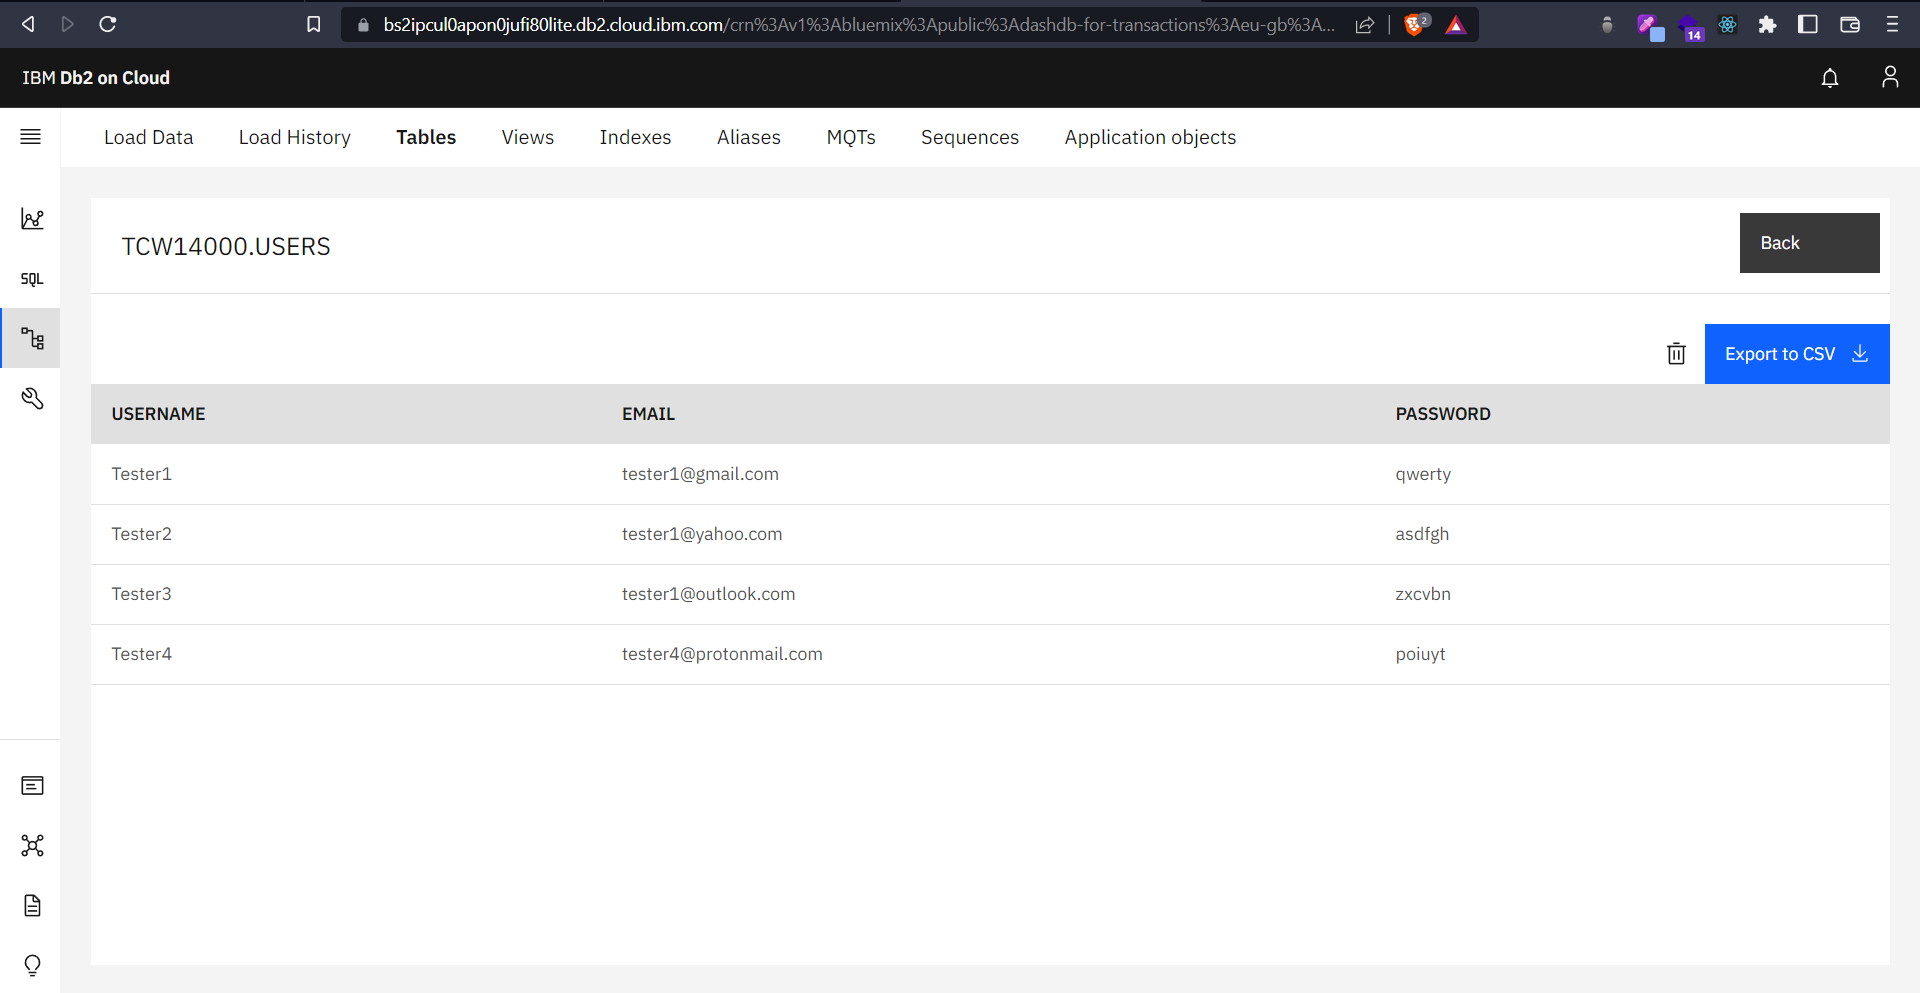 bs2ipcul0apon0jufi80lite.db2.cloud.ibm.com/crn%3Av1%3Abluemix%3Apublic%3Adashdb-for-transactions%3Aeu-gb%3A...
2
14
IBM Db2 on Cloud
Load Data Load History Tables Views Indexes Aliases MQTs Sequences Application objects
TCW14000.USERS
Back
SQL
Export to CSV
USERNAME EMAIL PASSWORD
Tester1 tester1@gmail.com qwerty
Tester2 tester1@yahoo.com asdfgh
Tester3 tester1@outlook.com zxcvbn
Tester4 tester4@protonmail.com poiuyt